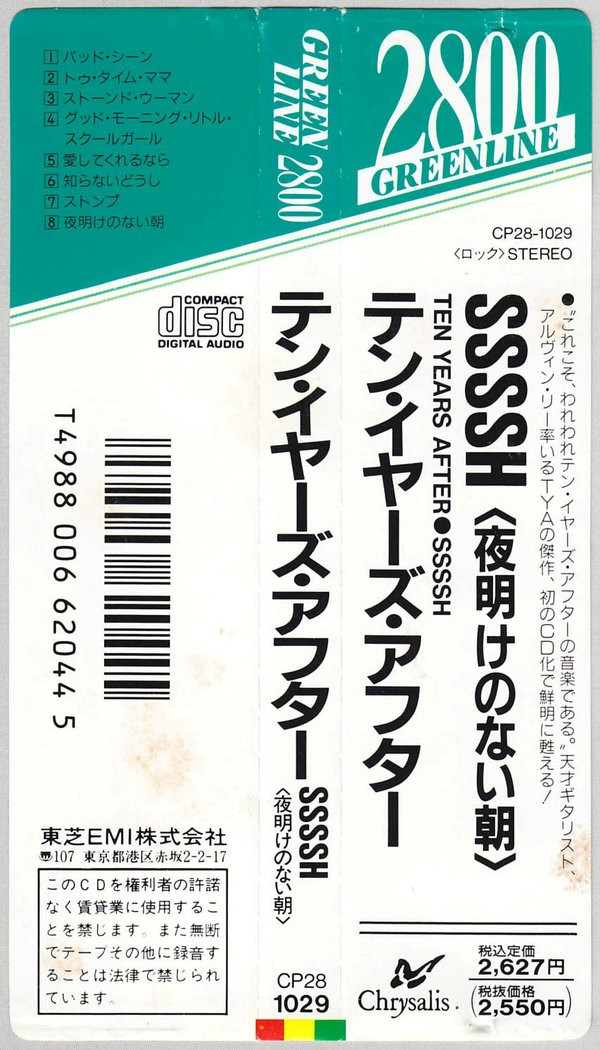 1 バッド・シーン
2 トゥ・タイム・ママ
3 ストーンド・ウーマン
4 グッド・モーニング・リトル・
スクールガール
5 愛してくれるなら
6 知らないどうし
7 ストンプ
8 夜明けのない朝
COMPACT
disc
DIGITAL AUDIO
T4988 006 62044 5
東芝EMI株式会社
〠107 東京都港区赤坂2-2-17
このCDを権利者の許諾
なく賃貸業に使用するこ
とを禁じます。また無断
でテープその他に録音す
ることは法律で禁じられ
ています。
GREEN
LINE 2800
テン・イヤーズ・アフター
SSSSH
〈夜明けのない朝〉
CP28
1029
2800
GREENLINE
CP28-1029
〈ロック〉STEREO
●“これこそ、われわれテン・イヤーズ・アフターの音楽である。”天才ギタリスト、
アルヴィン・リー率いるTYAの傑作、初のCD化で鮮明に甦える!
SSSSH〈夜明けのない朝〉
TEN YEARS AFTER●SSSSH
テン・イヤーズ・アフター
Chrysalis.
税込定価
2,627円
(税抜価格
2,550円)